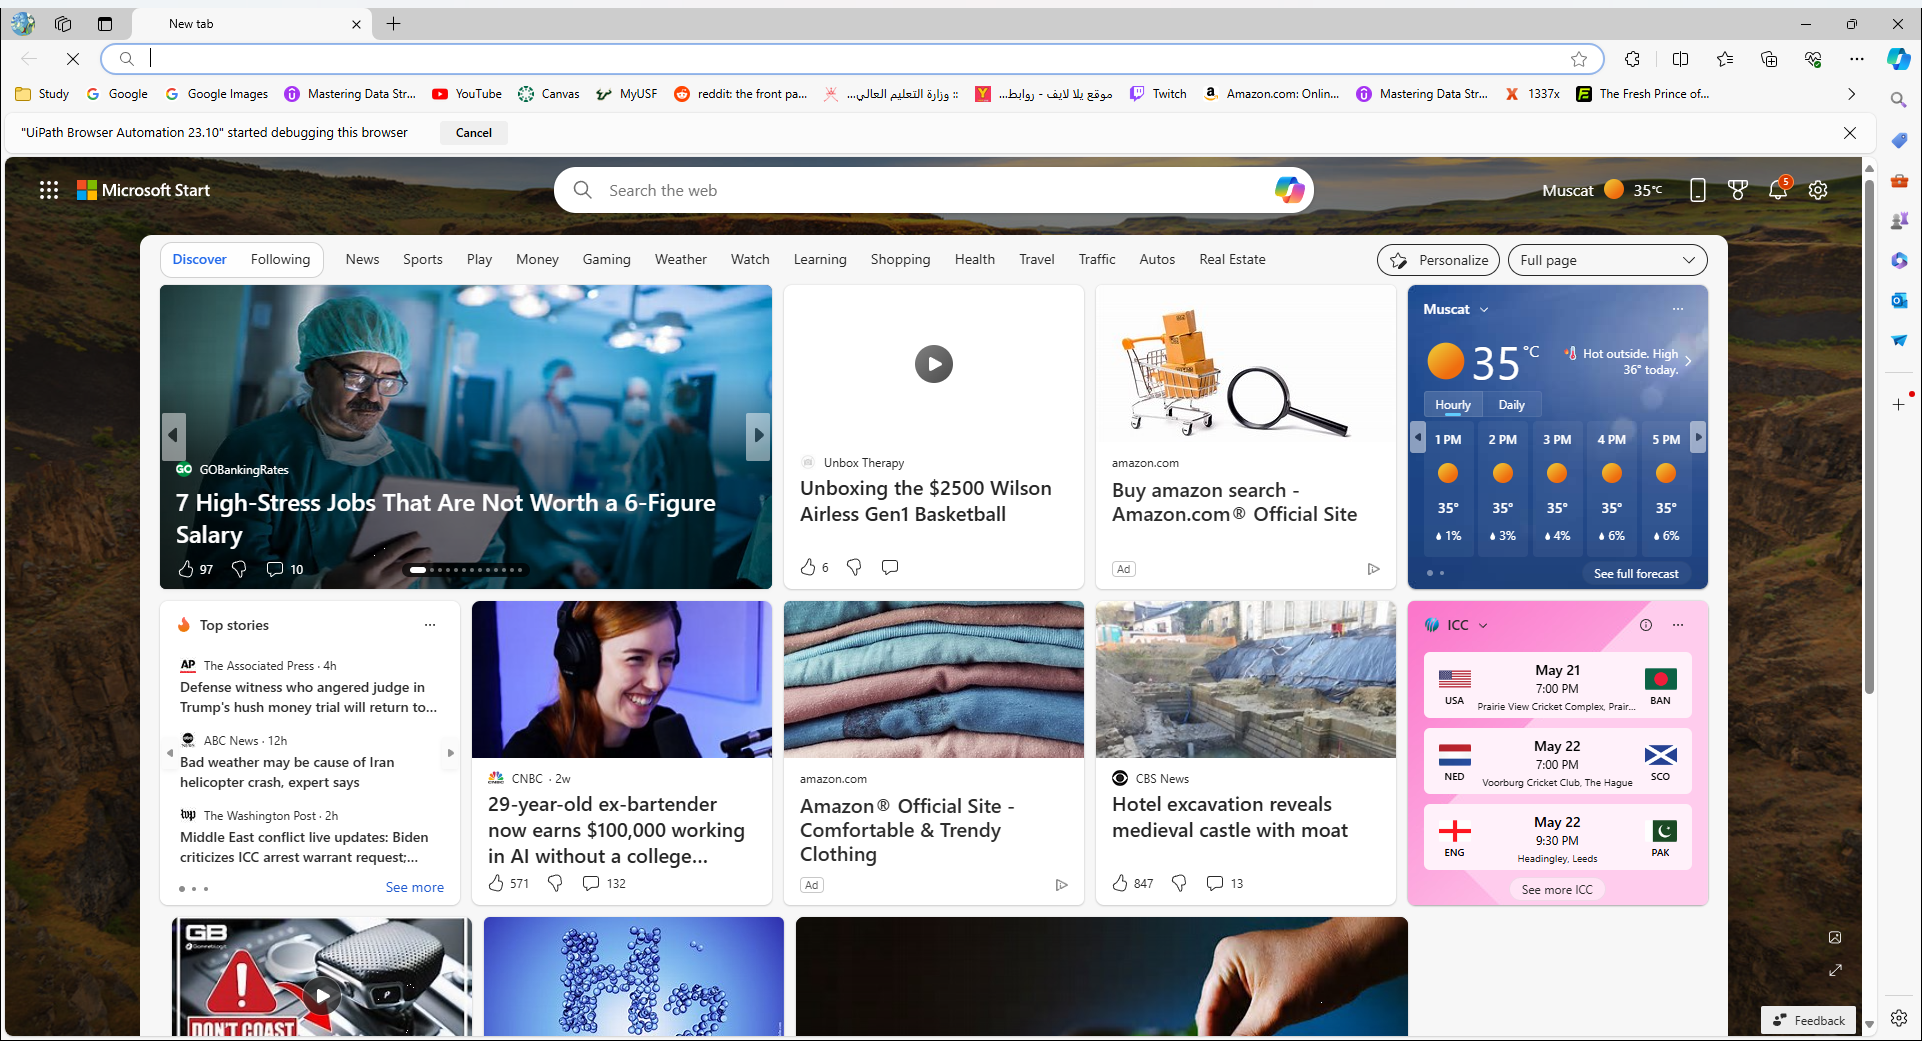 New tab
Study
Google
Google Images
Mastering Data Str...
YouTube
Canvas
MyUSF
reddit: the front pa...
:: وزارة التعليم العالي...
موقع يلا لايف - روابط...
Twitch
Amazon.com: Onlin...
Mastering Data Str...
1337x
The Fresh Prince of...
"UiPath Browser Automation 23.10" started debugging this browser
Cancel
Microsoft Start
Search the web
Muscat
35°C
5
Discover
Following
News
Sports
Play
Money
Gaming
Weather
Watch
Learning
Shopping
Health
Travel
Traffic
Autos
Real Estate
Personalize
Full page
GO GOBankingRates
7 High-Stress Jobs That Are Not Worth a 6-Figure
Salary
97
10
Unbox Therapy
Unboxing the $2500 Wilson
Airless Gen1 Basketball
6
amazon.com
Buy amazon search -
Amazon.com® Official Site
Ad
Muscat
35 °C
Hot outside. High
36° today.
Hourly
Daily
1 PM 2 PM 3 PM 4 PM 5 PM
35° 35° 35° 35° 35°
1% 3% 4% 6% 6%
See full forecast
Top stories
AP The Associated Press · 4h
Defense witness who angered judge in
Trump's hush money trial will return to...
ABC News · 12h
Bad weather may be cause of Iran
helicopter crash, expert says
wp The Washington Post · 2h
Middle East conflict live updates: Biden
criticizes ICC arrest warrant request;...
See more
CNBC · 2w
29-year-old ex-bartender
now earns $100,000 working
in AI without a college...
571
132
amazon.com
Amazon® Official Site -
Comfortable & Trendy
Clothing
Ad
CBS News
Hotel excavation reveals
medieval castle with moat
847
13
ICC
May 21
7:00 PM
USA
Prairie View Cricket Complex, Prair...
BAN
May 22
7:00 PM
NED
Voorburg Cricket Club, The Hague
SCO
May 22
9:30 PM
ENG
Headingley, Leeds
PAK
See more ICC
GB
DON'T COAST
H₂
Feedback